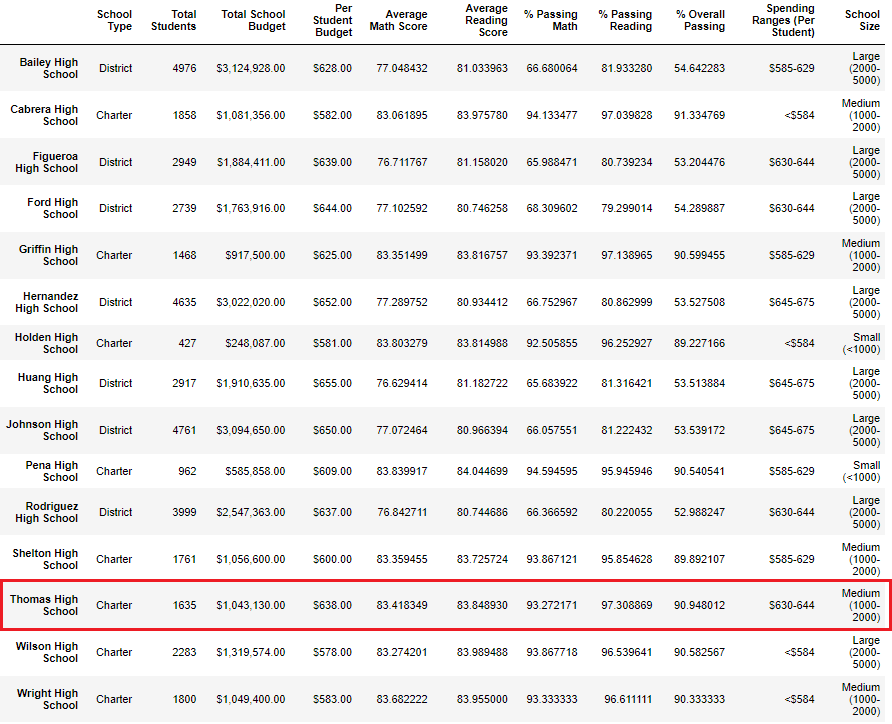 School Type Total Students Total School Budget Per Student Budget Average Math Score Average Reading Score % Passing Math % Passing Reading % Overall Passing Spending Ranges (Per Student) School Size
Bailey High School District 4976 $3,124,928.00 $628.00 77.048432 81.033963 66.680064 81.933280 54.642283 $585-629 Large (2000-5000)
Cabrera High School Charter 1858 $1,081,356.00 $582.00 83.061895 83.975780 94.133477 97.039828 91.334769 <$584 Medium (1000-2000)
Figueroa High School District 2949 $1,884,411.00 $639.00 76.711767 81.158020 65.988471 80.739234 53.204476 $630-644 Large (2000-5000)
Ford High School District 2739 $1,763,916.00 $644.00 77.102592 80.746258 68.309602 79.299014 54.289887 $630-644 Large (2000-5000)
Griffin High School Charter 1468 $917,500.00 $625.00 83.351499 83.816757 93.392371 97.138965 90.599455 $585-629 Medium (1000-2000)
Hernandez High School District 4635 $3,022,020.00 $652.00 77.289752 80.934412 66.752967 80.862999 53.527508 $645-675 Large (2000-5000)
Holden High School Charter 427 $248,087.00 $581.00 83.803279 83.814988 92.505855 96.252927 89.227166 <$584 Small (<1000)
Huang High School District 2917 $1,910,635.00 $655.00 76.629414 81.182722 65.683922 81.316421 53.513884 $645-675 Large (2000-5000)
Johnson High School District 4761 $3,094,650.00 $650.00 77.072464 80.966394 66.057551 81.222432 53.539172 $645-675 Large (2000-5000)
Pena High School Charter 962 $585,858.00 $609.00 83.839917 84.044699 94.594595 95.945946 90.540541 $585-629 Small (<1000)
Rodriguez High School District 3999 $2,547,363.00 $637.00 76.842711 80.744686 66.366592 80.220055 52.988247 $630-644 Large (2000-5000)
Shelton High School Charter 1761 $1,056,600.00 $600.00 83.359455 83.725724 93.867121 95.854628 89.892107 $585-629 Medium (1000-2000)
Thomas High School Charter 1635 $1,043,130.00 $638.00 83.418349 83.848930 93.272171 97.308869 90.948012 $630-644 Medium (1000-2000)
Wilson High School Charter 2283 $1,319,574.00 $578.00 83.274201 83.989488 93.867718 96.539641 90.582567 <$584 Large (2000-5000)
Wright High School Charter 1800 $1,049,400.00 $583.00 83.682222 83.955000 93.333333 96.611111 90.333333 <$584 Medium (1000-2000)